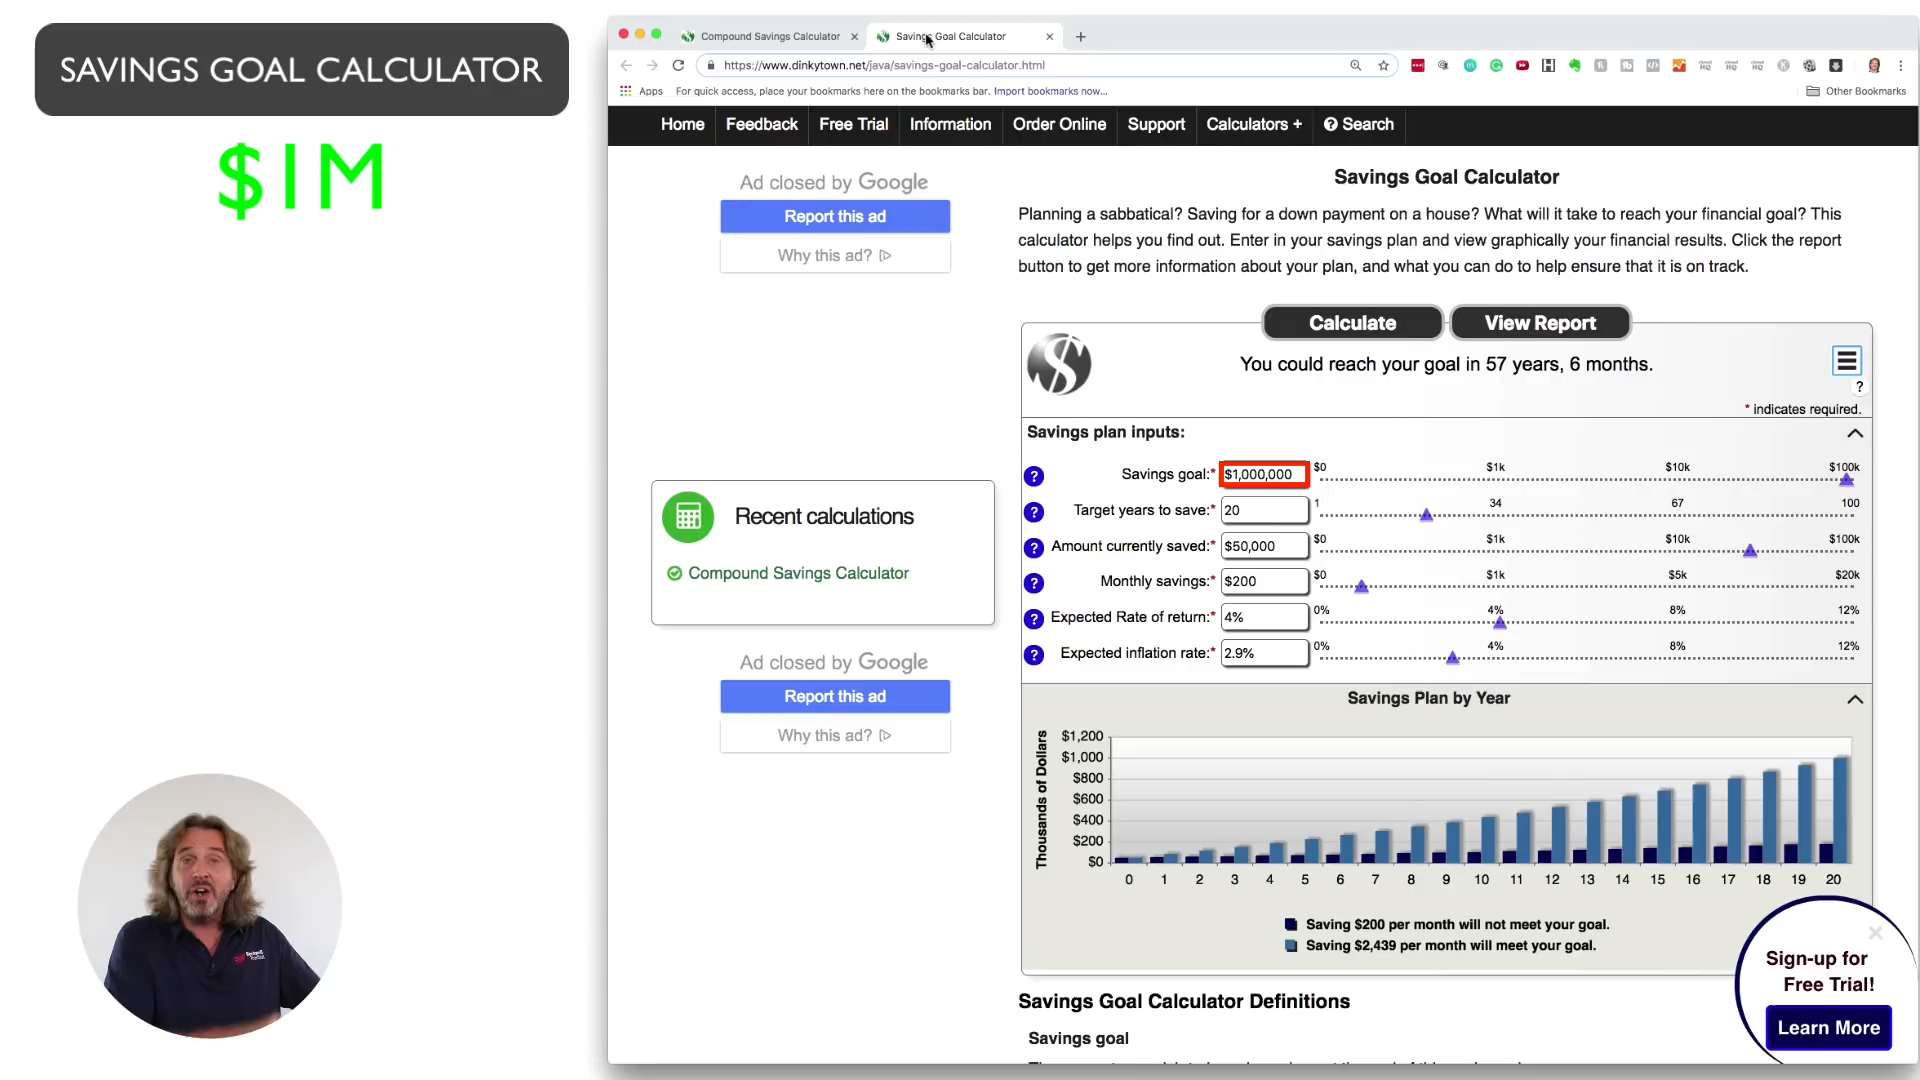 SAVINGS GOAL CALCULATOR
$1M
Compound Savings Calculator
Savings Goal Calculator
https://www.dinkytown.net/java/savings-goal-calculator.html
Apps
For quick access, place your bookmarks here on the bookmarks bar. Import bookmarks now...
Other Bookmarks
Home
Feedback
Free Trial
Information
Order Online
Support
Calculators +
Search
Ad closed by Google
Report this ad
Why this ad?
Recent calculations
Compound Savings Calculator
Ad closed by Google
Report this ad
Why this ad?
Savings Goal Calculator
Planning a sabbatical? Saving for a down payment on a house? What will it take to reach your financial goal? This
calculator helps you find out. Enter in your savings plan and view graphically your financial results. Click the report
button to get more information about your plan, and what you can do to help ensure that it is on track.
Calculate
View Report
You could reach your goal in 57 years, 6 months.
?
* indicates required.
Savings plan inputs:
? Savings goal:* $1,000,000 $0 $1k $10k $100k
? Target years to save:* 20 1 34 67 100
? Amount currently saved:* $50,000 $0 $1k $10k $100k
? Monthly savings:* $200 $0 $1k $5k $20k
? Expected Rate of return:* 4% 0% 4% 8% 12%
? Expected inflation rate:* 2.9% 0% 4% 8% 12%
Savings Plan by Year
Thousands of Dollars
$1,200
$1,000
$800
$600
$400
$200
$0
0 1 2 3 4 5 6 7 8 9 10 11 12 13 14 15 16 17 18 19 20
Saving $200 per month will not meet your goal.
Saving $2,439 per month will meet your goal.
Sign-up for
Free Trial!
Learn More
Savings Goal Calculator Definitions
Savings goal